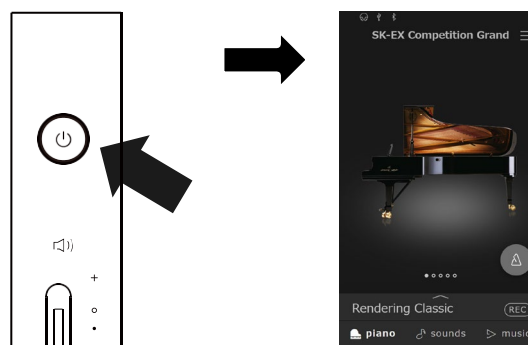 SK-EX Competition Grand
Rendering Classic
REC
piano
sounds
music